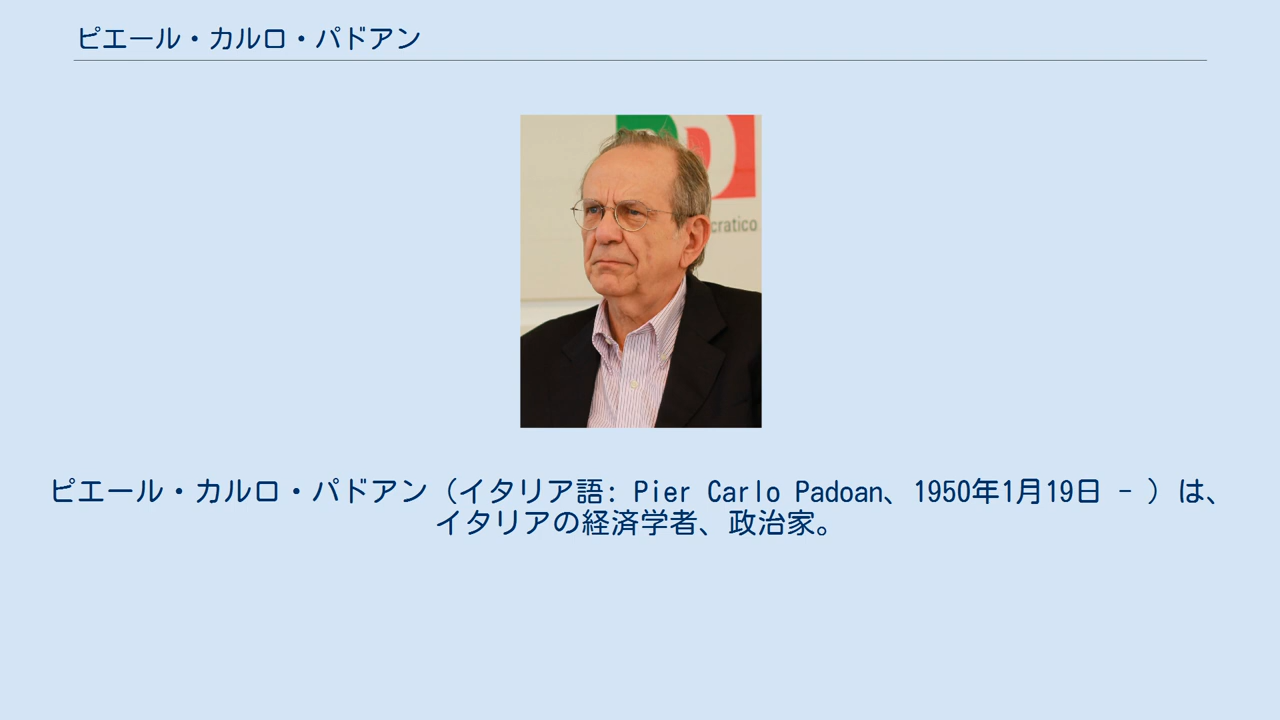 ピエール・カルロ・パドアン
PD
cratico
ピエール・カルロ・パドアン（イタリア語: Pier Carlo Padoan、1950年1月19日 - ）は、
イタリアの経済学者、政治家。